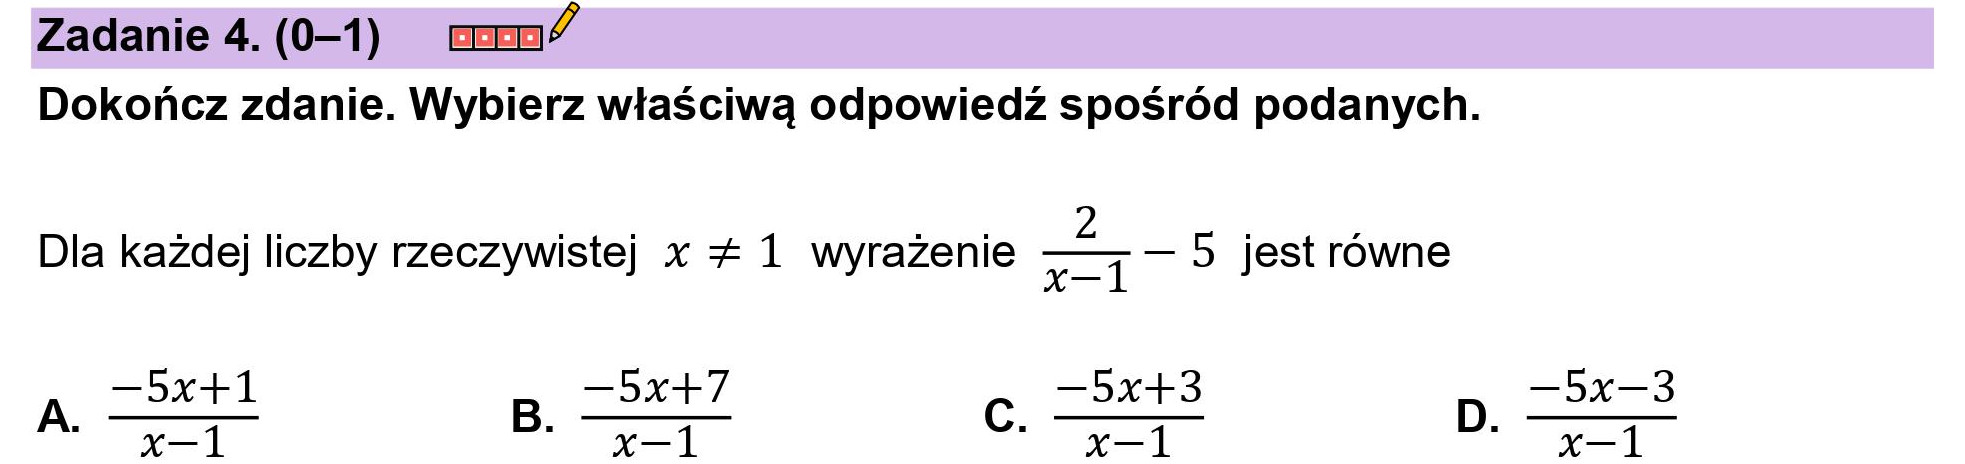 Zadanie 4. (0–1)
Dokończ zdanie. Wybierz właściwą odpowiedź spośród podanych.
Dla każdej liczby rzeczywistej x ≠ 1 wyrażenie \frac{2}{x−1} − 5 jest równe
A. \frac{−5x+1}{x−1} B. \frac{−5x+7}{x−1} C. \frac{−5x+3}{x−1} D. \frac{−5x−3}{x−1}